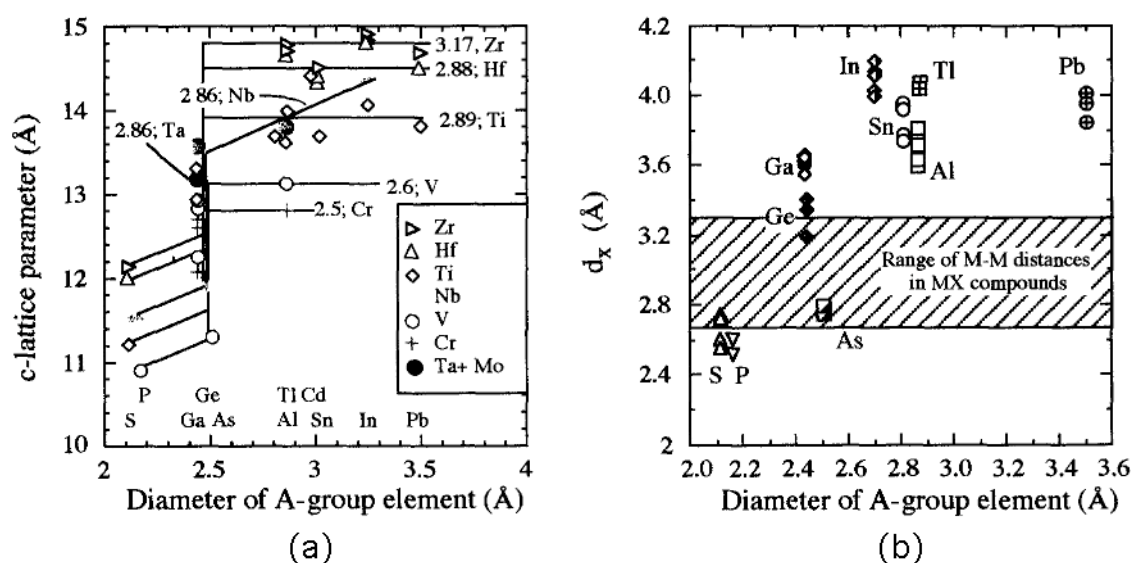 15
14
13
12
11
10
c-lattice parameter (Å)
3.17, Zr
2.88; Hf
2.86; Nb
2.86; Ta
2.89; Ti
2.6; V
2.5; Cr
Zr
Hf
Ti
Nb
V
Cr
Ta+ Mo
P Ge Tl Cd
S Ga As Al Sn In Pb
2 2.5 3 3.5 4
Diameter of A-group element (Å)
(a)
4.2
4.0
3.6
3.2
2.8
2.4
2
dx (Å)
In Tl Pb
Sn
Ga Al
Ge
Range of M-M distances
in MX compounds
As
S P
2.0 2.2 2.4 2.6 2.8 3.0 3.2 3.4 3.6
Diameter of A-group element (Å)
(b)